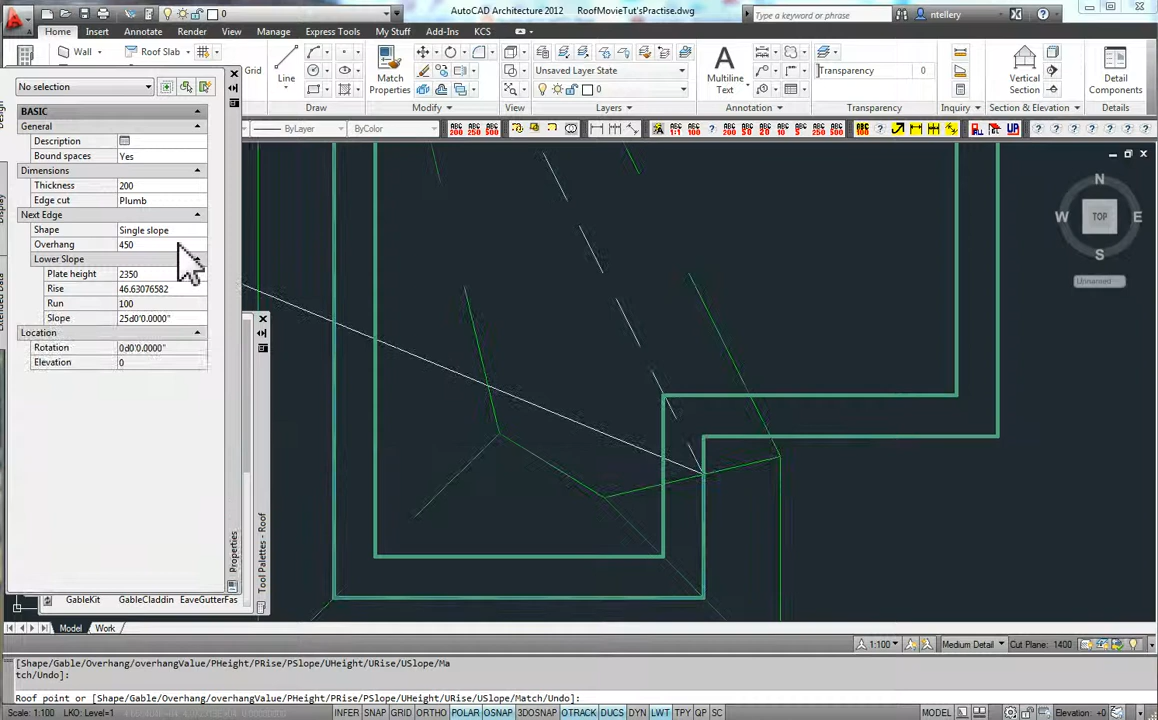 AutoCAD Architecture 2012 RoofMovieTut'sPractise.dwg
Type a keyword or phrase
ntellery
0
Home Insert Annotate Render View Manage Express Tools My Stuff Editor KCS
Wall Roof Slab
Grid
Line
Match Properties
Unsaved Layer State
0
Multiline Text
Transparency 0
Vertical Section
Detail Components
Draw Modify View Layers Annotation Transparency Inquiry Section & Elevation Details
ByLayer ByColor
No selection
BASIC
General
Description
Bound spaces Yes
Dimensions
Thickness 200
Edge cut Plumb
Next Edge
Shape Single slope
Overhang 450
Lower Slope
Plate height 2350
Rise 46.63076582
Run 100
Slope 25d0'0.0000"
Location
Rotation 0d0'0.0000"
Elevation 0
Design
Display
Extended Data
Properties
Tool Palettes - Roof
GableKit GableCladdin EaveGutterFas
N
W TOP E
S
Unnamed
Model Work
1:100 Medium Detail Cut Plane: 1400
[Shape/Gable/Overhang/overhangValue/PHeight/PRise/PSlope/UHeight/URise/USlope/Ma
tch/Undo]:
Roof point or [Shape/Gable/Overhang/overhangValue/PHeight/PRise/PSlope/UHeight/URise/USlope/Match/Undo]:
Scale: 1:100 LKO: Level=1 INFER SNAP GRID ORTHO POLAR OSNAP 3DOSNAP OTRACK DUCS DYN LWT TPY QP SC MODEL Elevation:+0